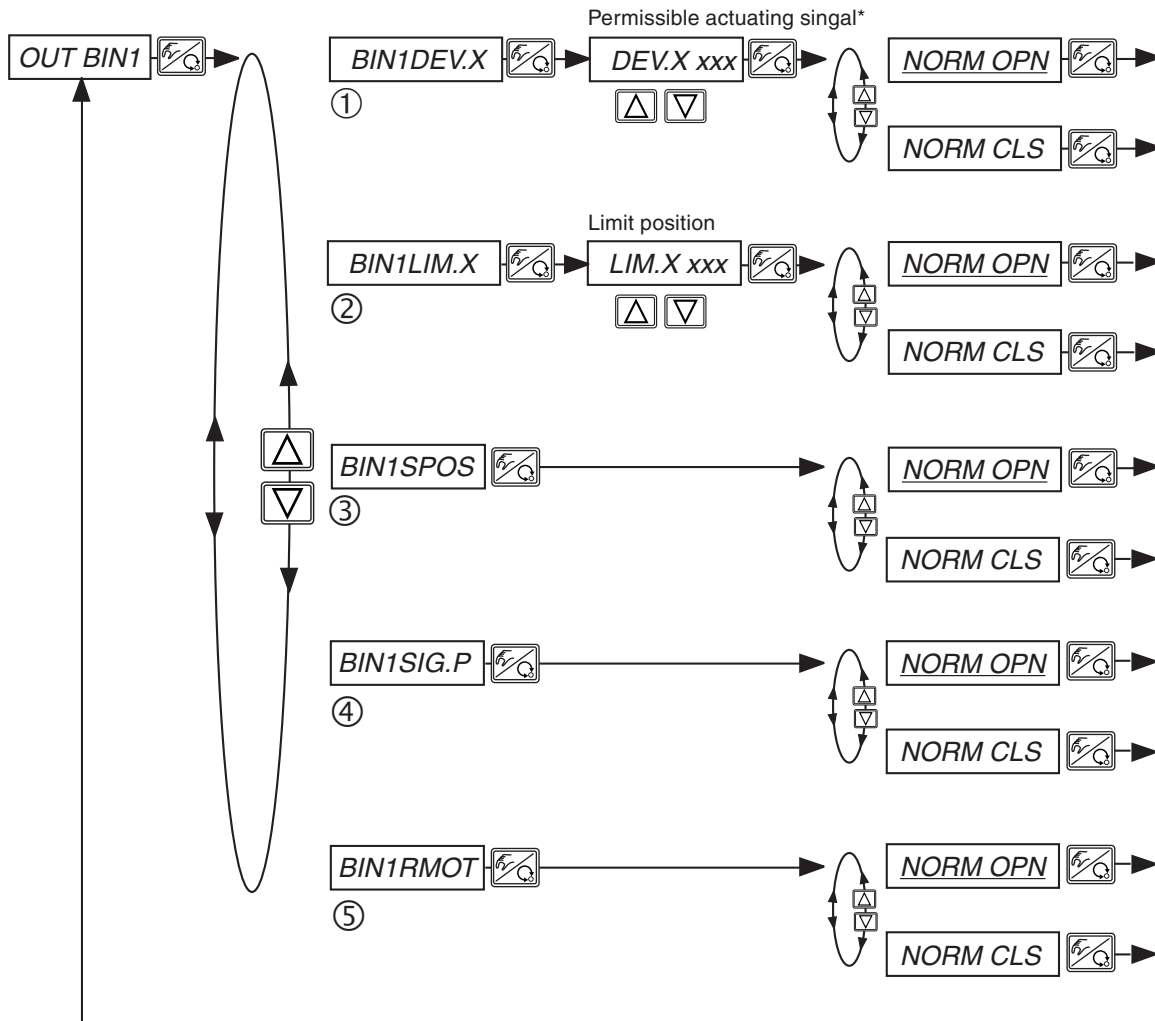 Permissible actuating singal*
OUT BIN1
BIN1DEV.X
DEV.X xxx
NORM OPN
①
NORM CLS
Limit position
BIN1LIM.X
LIM.X xxx
NORM OPN
②
NORM CLS
BIN1SPOS
NORM OPN
③
NORM CLS
BIN1SIG.P
NORM OPN
④
NORM CLS
BIN1RMOT
NORM OPN
⑤
NORM CLS